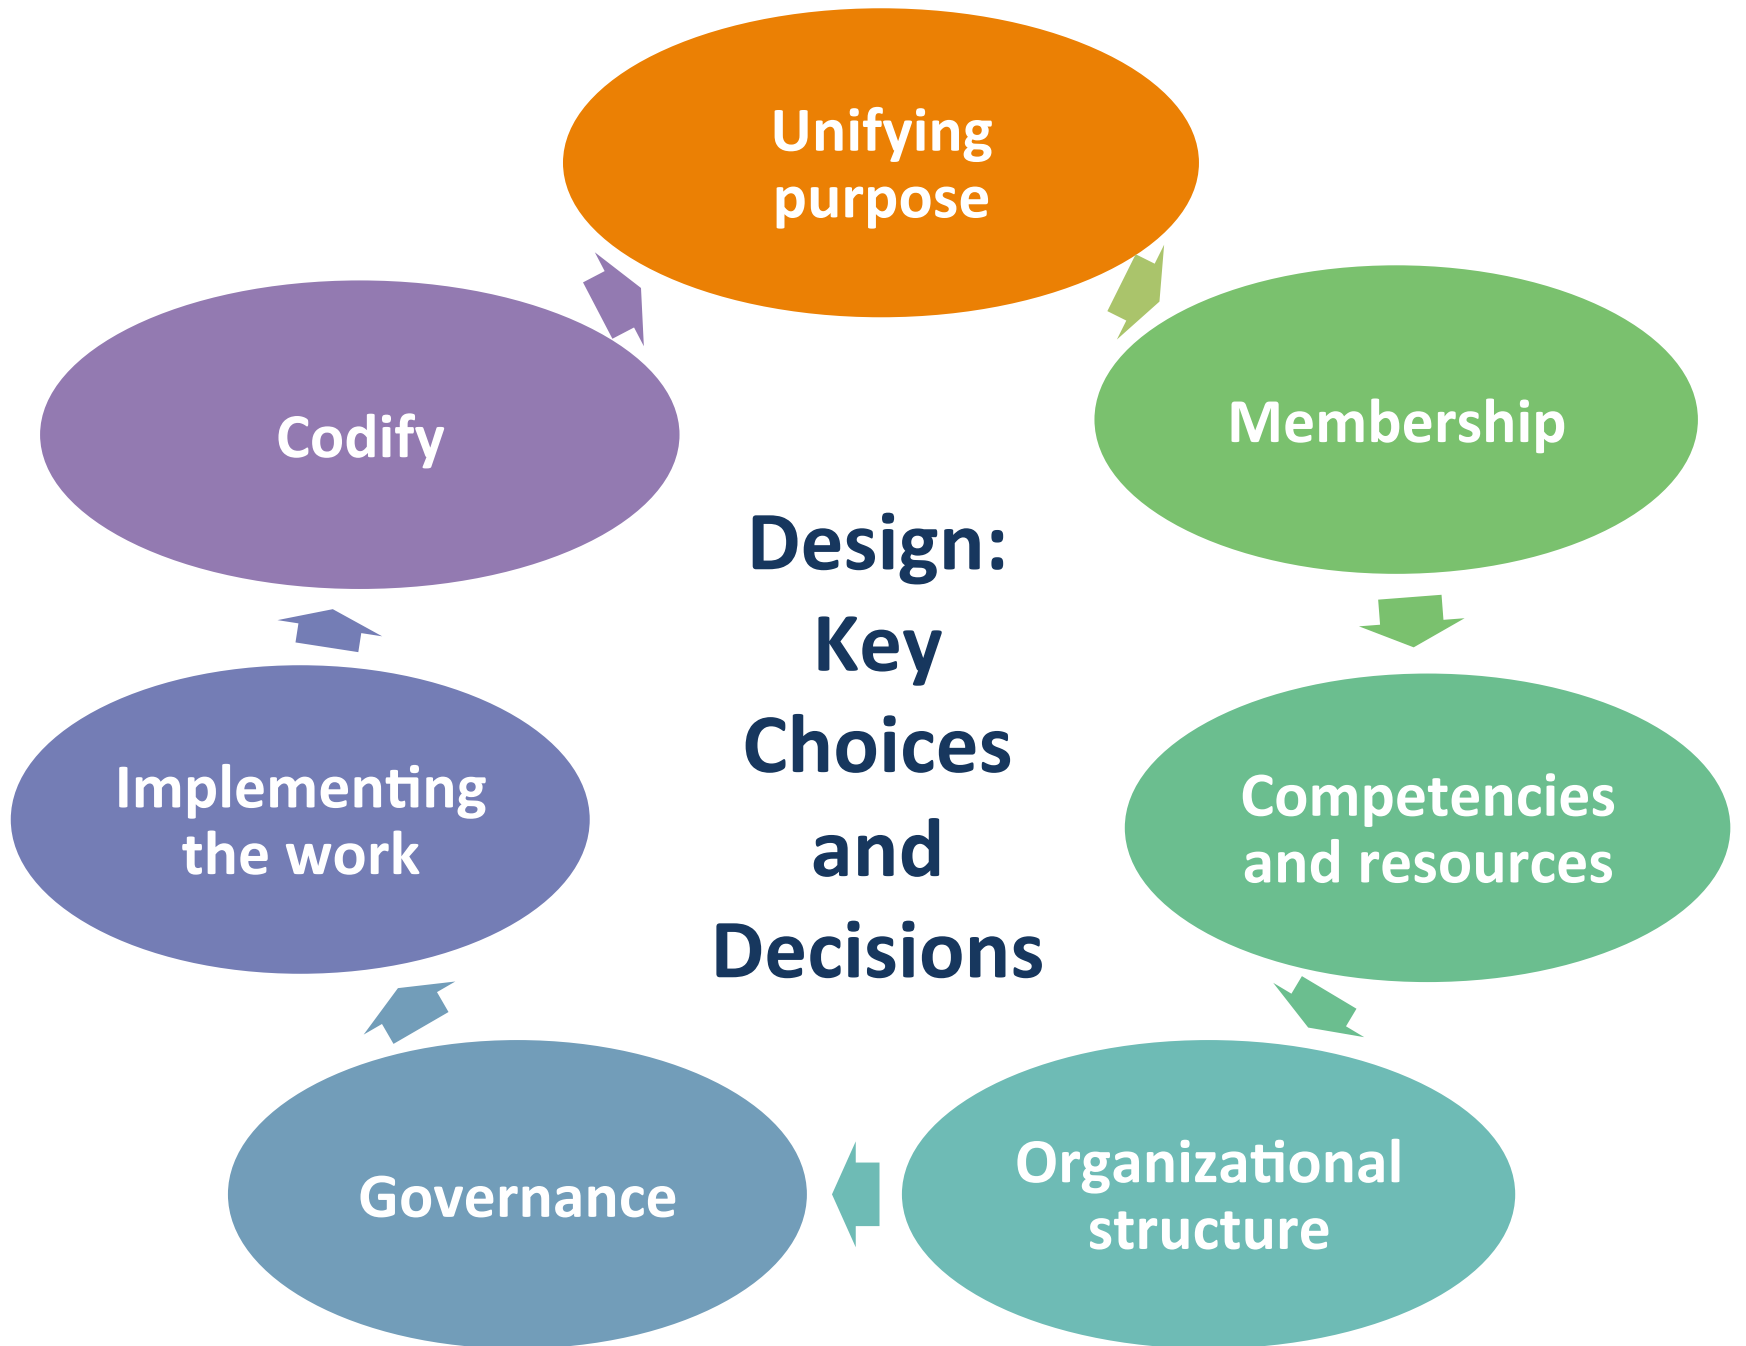 Unifying
purpose
Membership
Competencies
and resources
Organizational
structure
Governance
Implementing
the work
Codify
Design:
Key
Choices
and
Decisions